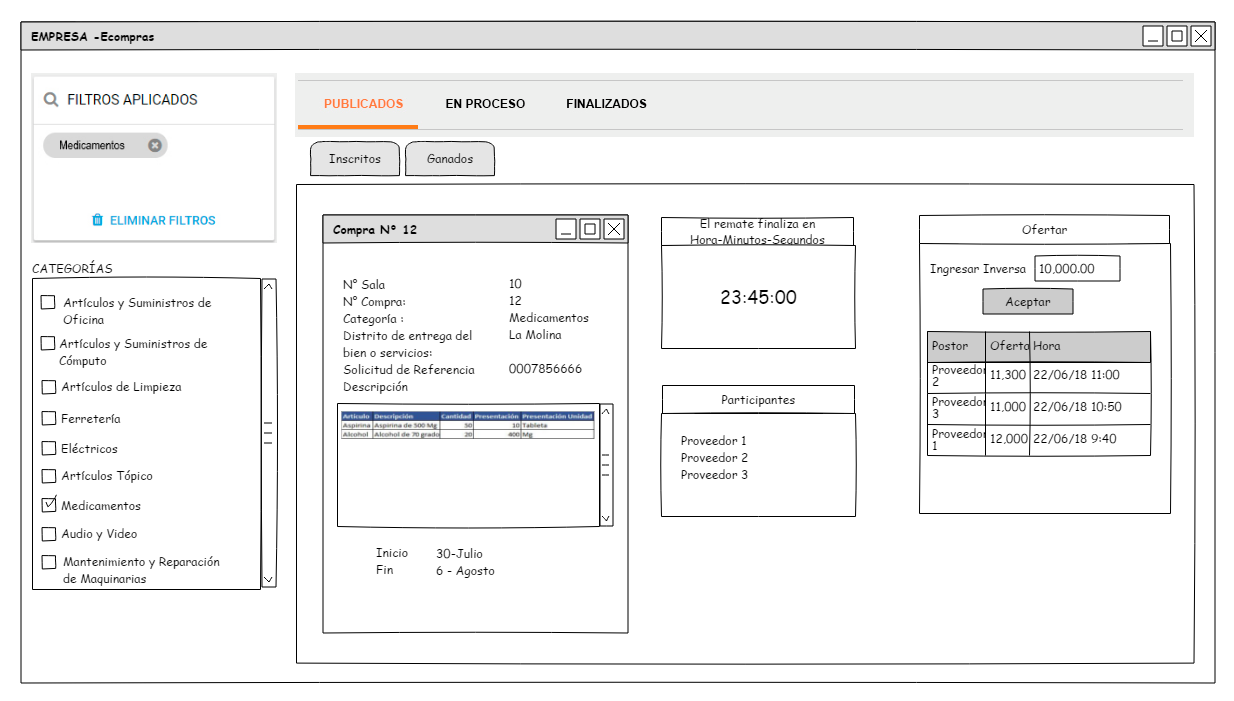 EMPRESA -Ecompras
FILTROS APLICADOS
Medicamentos
ELIMINAR FILTROS
CATEGORÍAS
Artículos y Suministros de
Oficina
Artículos y Suministros de
Cómputo
Artículos de Limpieza
Ferretería
Eléctricos
Artículos Tópico
Medicamentos
Audio y Video
Mantenimiento y Reparación
de Maquinarias
PUBLICADOS EN PROCESO FINALIZADOS
Inscritos Ganados
Compra Nº 12
Nº Sala 10
Nº Compra: 12
Categoría : Medicamentos
Distrito de entrega del La Molina
bien o servicios:
Solicitud de Referencia 0007856666
Descripción
Articulo Descripción Cantidad Presentación Presentación Unidad
Aspirina Aspirina de 500 Mg 50 10 Tableta
Alcohol Alcohol de 70 grado 20 400 Mg
Inicio 30-Julio
Fin 6 - Agosto
El remate finaliza en
Hora-Minutos-Segundos
23:45:00
Participantes
Proveedor 1
Proveedor 2
Proveedor 3
Ofertar
Ingresar Inversa 10,000.00
Aceptar
Postor Oferta Hora
Proveedor 2 11,300 22/06/18 11:00
Proveedor 3 11,000 22/06/18 10:50
Proveedor 1 12,000 22/06/18 9:40